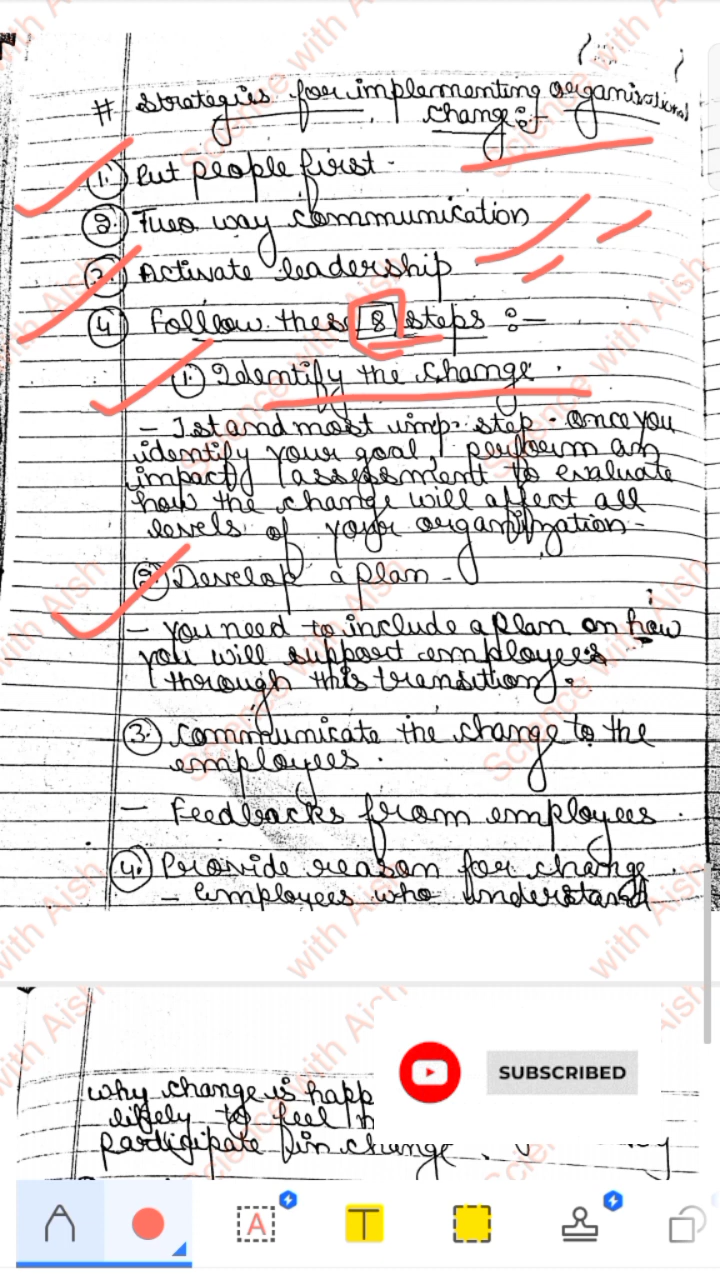 # Strategies for implementing organisational
change :-
1. Put people first -
2. Two way communication
3. Activate leadership
4 Follow these 8 steps :-
1. Identify the change .
- Ist and most imp. step. Once you
identify your goal, perform an
impact assessment to evaluate
how the change will affect all
levels of your organization -
2. Develop a plan -
- You need to include a plan on how
you will support employees
through this transition .
3. Communicate the change to the
employees .
- Feedbacks from employees .
4. Provide reason for change .
- Employees who understand
why change is happ
likely to feel
participate in change .
SUBSCRIBED
A
T
Science with Aish